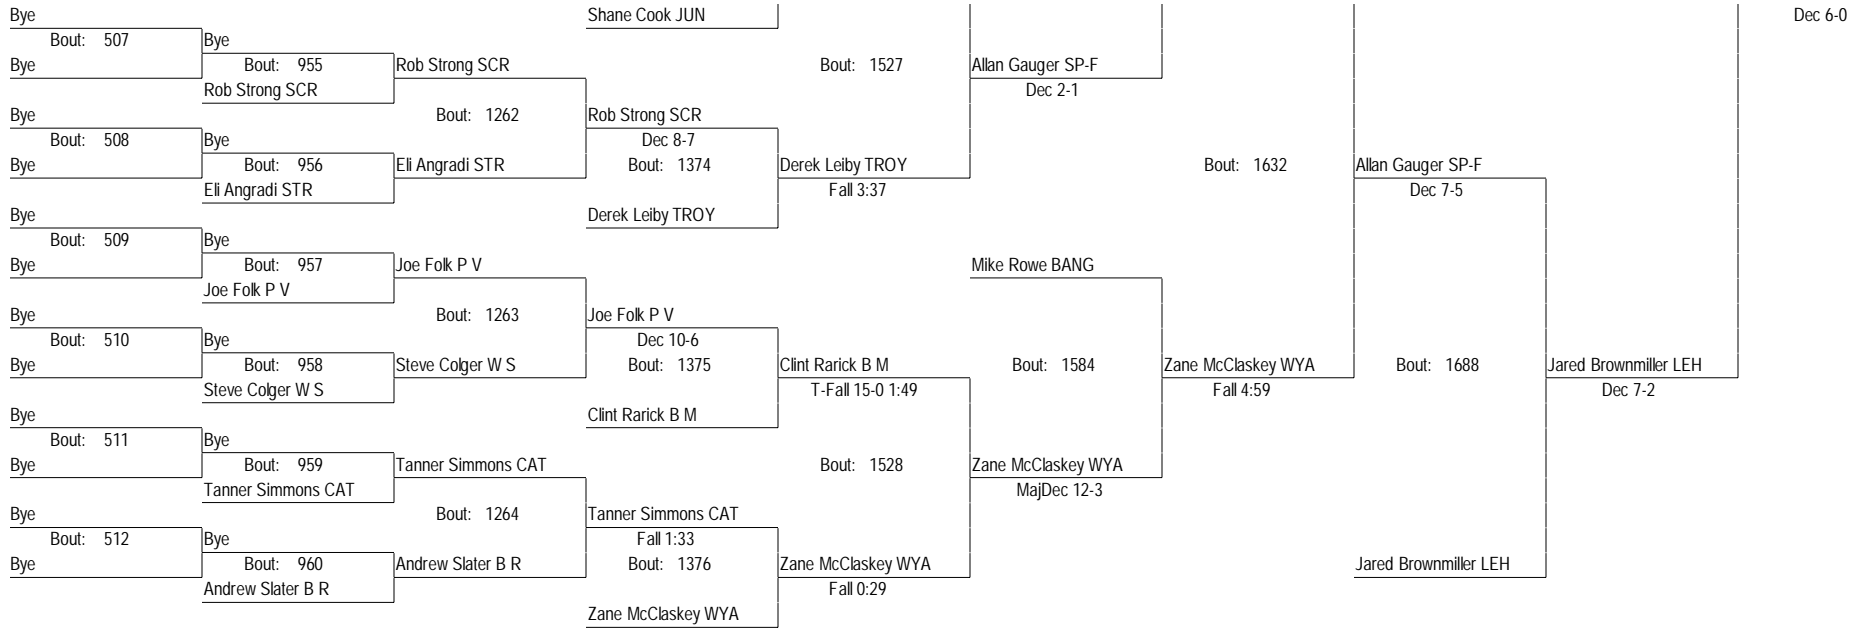 Bye Shane Cook JUN Dec 6-0
Bout: 507 Bye
Bye Bout: 955 Rob Strong SCR Bout: 1527 Allan Gauger SP-F
Rob Strong SCR Dec 2-1
Bye Bout: 1262 Rob Strong SCR
Bout: 508 Bye Dec 8-7
Bye Bout: 956 Eli Angradi STR Bout: 1374 Derek Leiby TROY Bout: 1632 Allan Gauger SP-F
Eli Angradi STR Fall 3:37 Dec 7-5
Bye Derek Leiby TROY
Bout: 509 Bye
Bye Bout: 957 Joe Folk P V Mike Rowe BANG
Joe Folk P V
Bye Bout: 1263 Joe Folk P V
Bout: 510 Bye Dec 10-6
Bye Bout: 958 Steve Colger W S Bout: 1375 Clint Rarick B M Bout: 1584 Zane McClaskey WYA Bout: 1688 Jared Brownmiller LEH
Steve Colger W S T-Fall 15-0 1:49 Fall 4:59 Dec 7-2
Bye Clint Rarick B M
Bout: 511 Bye
Bye Bout: 959 Tanner Simmons CAT Bout: 1528 Zane McClaskey WYA
Tanner Simmons CAT MajDec 12-3
Bye Bout: 1264 Tanner Simmons CAT
Bout: 512 Bye Fall 1:33
Bye Bout: 960 Andrew Slater B R Bout: 1376 Zane McClaskey WYA Jared Brownmiller LEH
Andrew Slater B R Fall 0:29
Zane McClaskey WYA